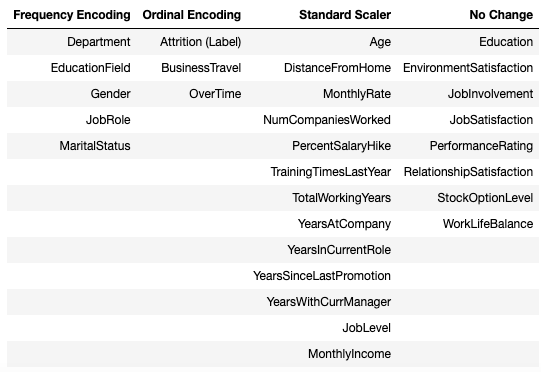 Frequency Encoding Ordinal Encoding Standard Scaler No Change
Department Attrition (Label) Age Education
EducationField BusinessTravel DistanceFromHome EnvironmentSatisfaction
Gender OverTime MonthlyRate JobInvolvement
JobRole NumCompaniesWorked JobSatisfaction
MaritalStatus PercentSalaryHike PerformanceRating
TrainingTimesLastYear RelationshipSatisfaction
TotalWorkingYears StockOptionLevel
YearsAtCompany WorkLifeBalance
YearsInCurrentRole
YearsSinceLastPromotion
YearsWithCurrManager
JobLevel
MonthlyIncome